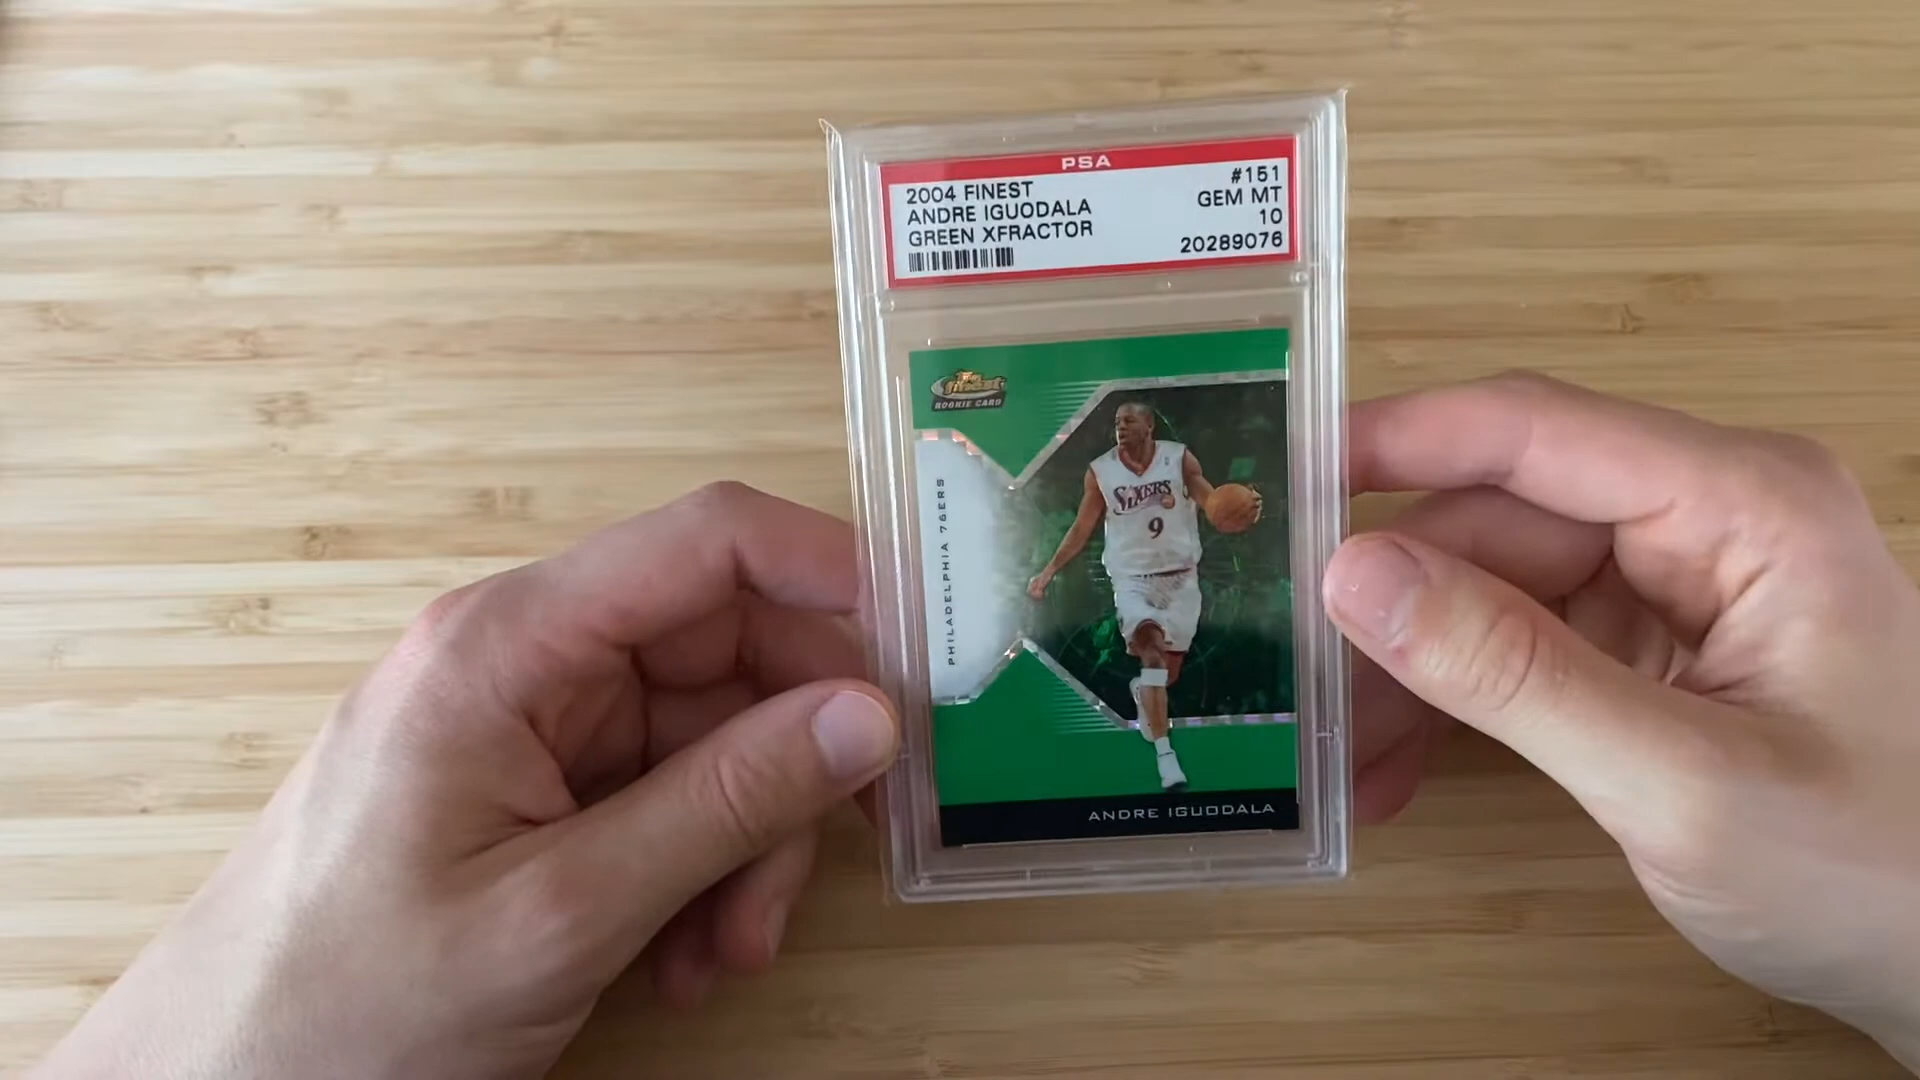 PSA
2004 FINEST
ANDRE IGUODALA
GREEN XFRACTOR
#151
GEM MT
10
20289076
Finest
ROOKIE CARD
PHILADELPHIA 76ERS
SIXERS
9
ANDRE IGUODALA